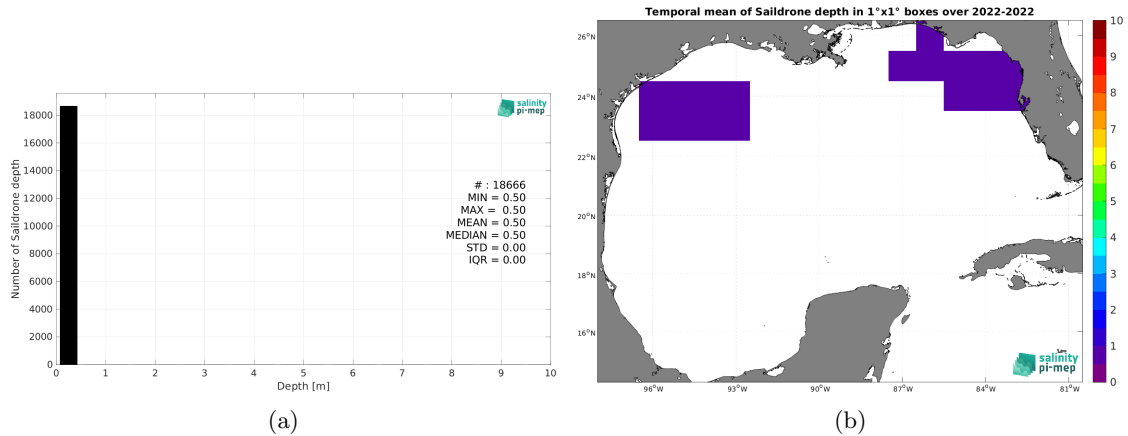 18000
16000
14000
12000
10000
8000
6000
4000
2000
0
Number of Saildrone depth
salinity
pi-mep
# : 18666
MIN = 0.50
MAX = 0.50
MEAN = 0.50
MEDIAN = 0.50
STD = 0.00
IQR = 0.00
0 1 2 3 4 5 6 7 8 9 10
Depth [m]
(a)
Temporal mean of Saildrone depth in 1°x1° boxes over 2022-2022
26°N
24°N
22°N
20°N
18°N
16°N
96°W 93°W 90°W 87°W 84°W 81°W
salinity
pi-mep
10
9
8
7
6
5
4
3
2
1
0
(b)